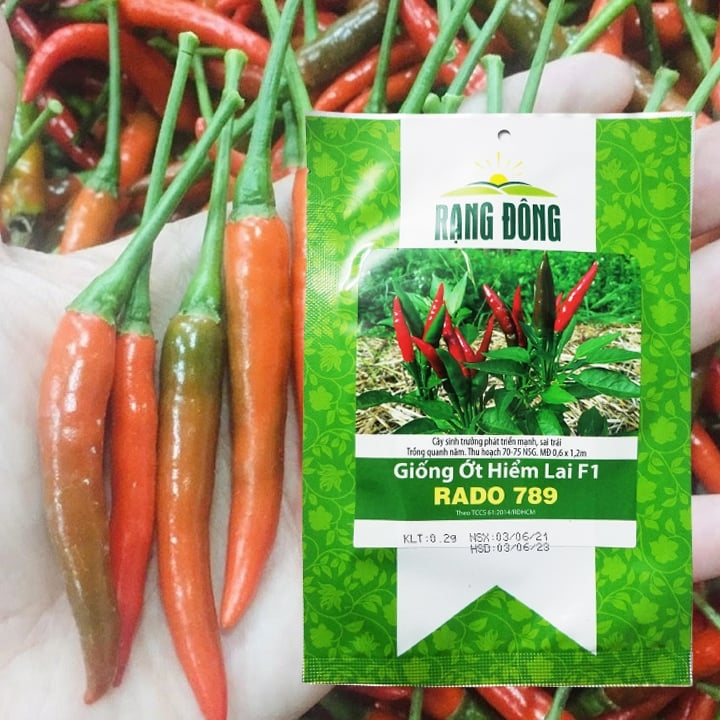 RẠNG ĐÔNG
Cây sinh trưởng phát triển mạnh, sai trái
Trồng quanh năm. Thu hoạch 70-75 NSG. MĐ 0,6 x 1,2m
Giống Ớt Hiểm Lai F1
RADO 789
Theo TCCS 61:2014/RĐHCM
KLT:0.2g NSX:03/06/21
HSD:03/06/23